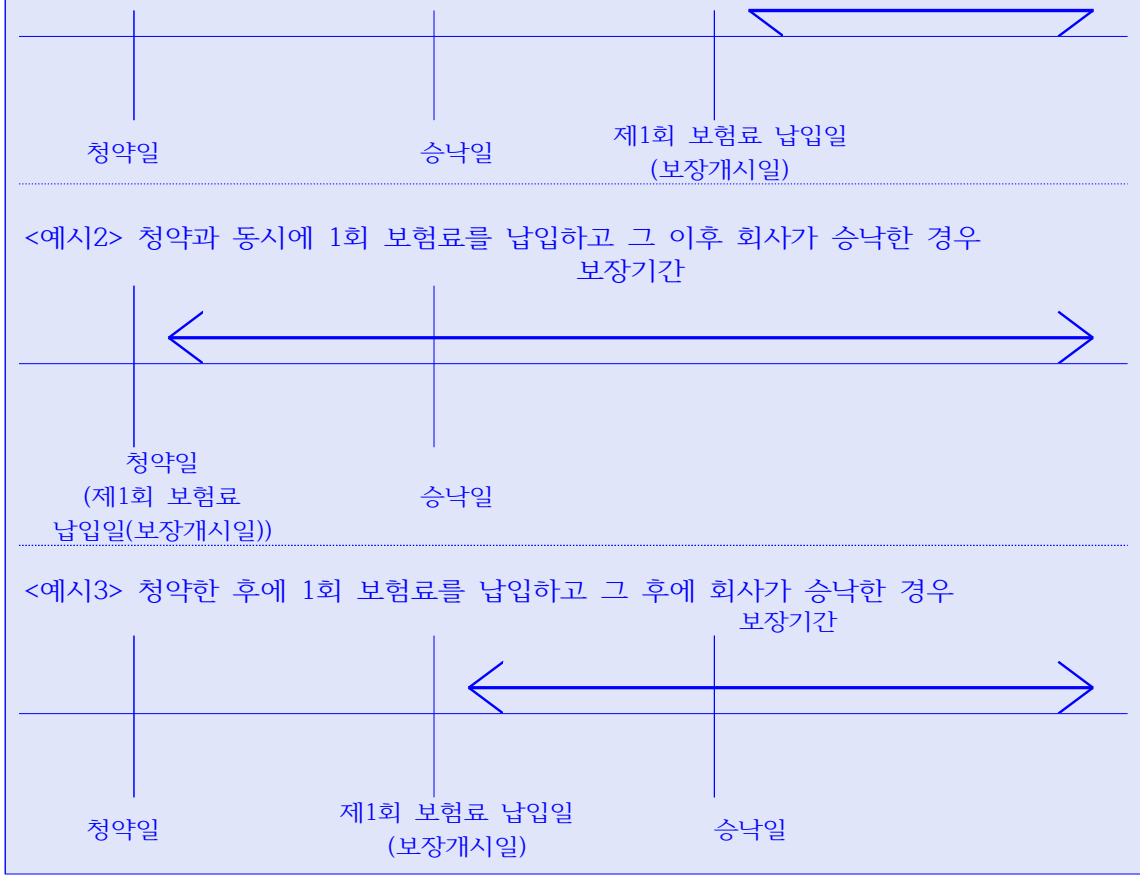 청약일
승낙일
제1회 보험료 납입일
(보장개시일)
<예시2> 청약과 동시에 1회 보험료를 납입하고 그 이후 회사가 승낙한 경우
보장기간
청약일
(제1회 보험료
납입일(보장개시일))
승낙일
<예시3> 청약한 후에 1회 보험료를 납입하고 그 후에 회사가 승낙한 경우
보장기간
청약일
제1회 보험료 납입일
(보장개시일)
승낙일